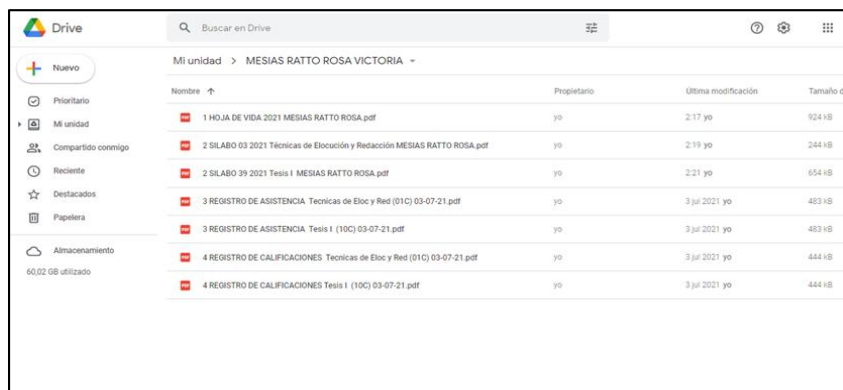 Drive
Buscar en Drive
Nuevo
Mi unidad > MESIAS RATTO ROSA VICTORIA
Nombre ↑ Propietario Última modificación Tamaño d
Prioritario
Mi unidad
Compartido conmigo
Reciente
Destacados
Papelera
Almacenamiento
60,02 GB utilizado
1 HOJA DE VIDA 2021 MESIAS RATTO ROSA.pdf yo 2:17 yo 924 kB
2 SILABO 03 2021 Técnicas de Elocución y Redacción MESIAS RATTO ROSA.pdf yo 2:19 yo 244 kB
2 SILABO 39 2021 Tesis I MESIAS RATTO ROSA.pdf yo 2:21 yo 654 kB
3 REGISTRO DE ASISTENCIA Tecnicas de Eloc y Red (01C) 03-07-21.pdf yo 3 jul 2021 yo 483 kB
3 REGISTRO DE ASISTENCIA Tesis I (10C) 03-07-21.pdf yo 3 jul 2021 yo 483 kB
4 REGISTRO DE CALIFICACIONES Tecnicas de Eloc y Red (01C) 03-07-21.pdf yo 3 jul 2021 yo 444 kB
4 REGISTRO DE CALIFICACIONES Tesis I (10C) 03-07-21.pdf yo 3 jul 2021 yo 444 kB